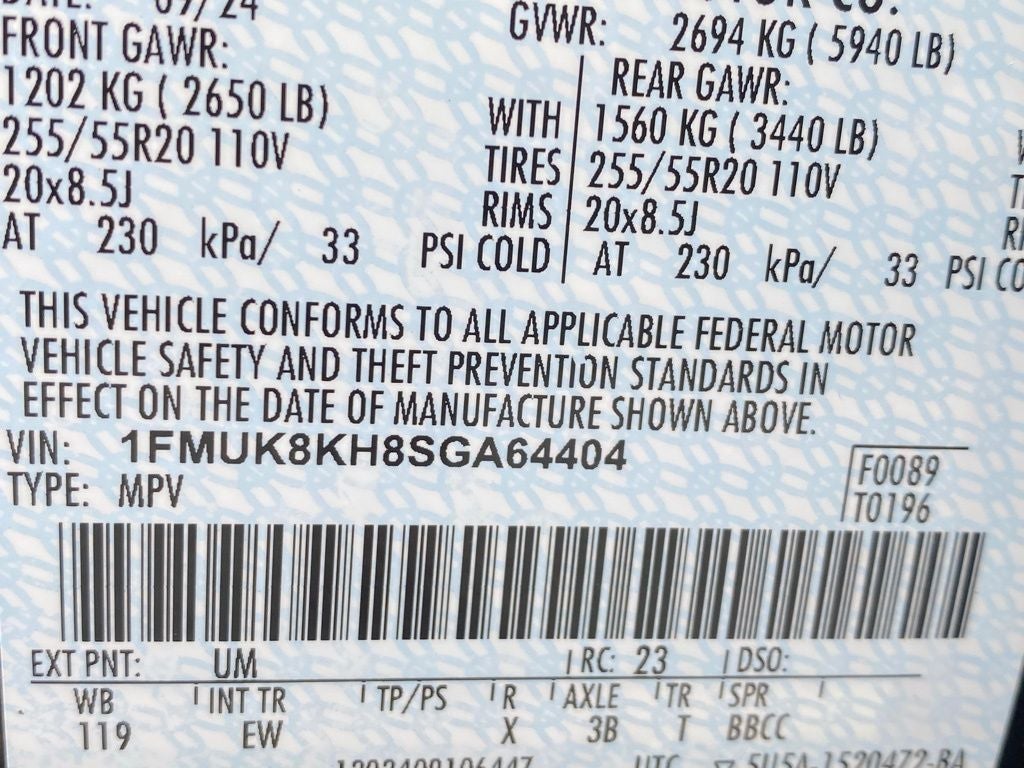 09/24
GVWR: 2694 KG ( 5940 LB)
FRONT GAWR: REAR GAWR:
1202 KG ( 2650 LB) WITH 1560 KG ( 3440 LB)
255/55R20 110V TIRES 255/55R20 110V
20x8.5J RIMS 20x8.5J
AT 230 kPa/ 33 PSI COLD AT 230 kPa/ 33 PSI CO
THIS VEHICLE CONFORMS TO ALL APPLICABLE FEDERAL MOTOR
VEHICLE SAFETY AND THEFT PREVENTION STANDARDS IN
EFFECT ON THE DATE OF MANUFACTURE SHOWN ABOVE.
VIN: 1FMUK8KH8SGA64404
TYPE: MPV
F0089
T0196
EXT PNT: UM RC: 23 DSO:
WB INT TR TP/PS R AXLE TR SPR
119 EW X 3B T BBCC